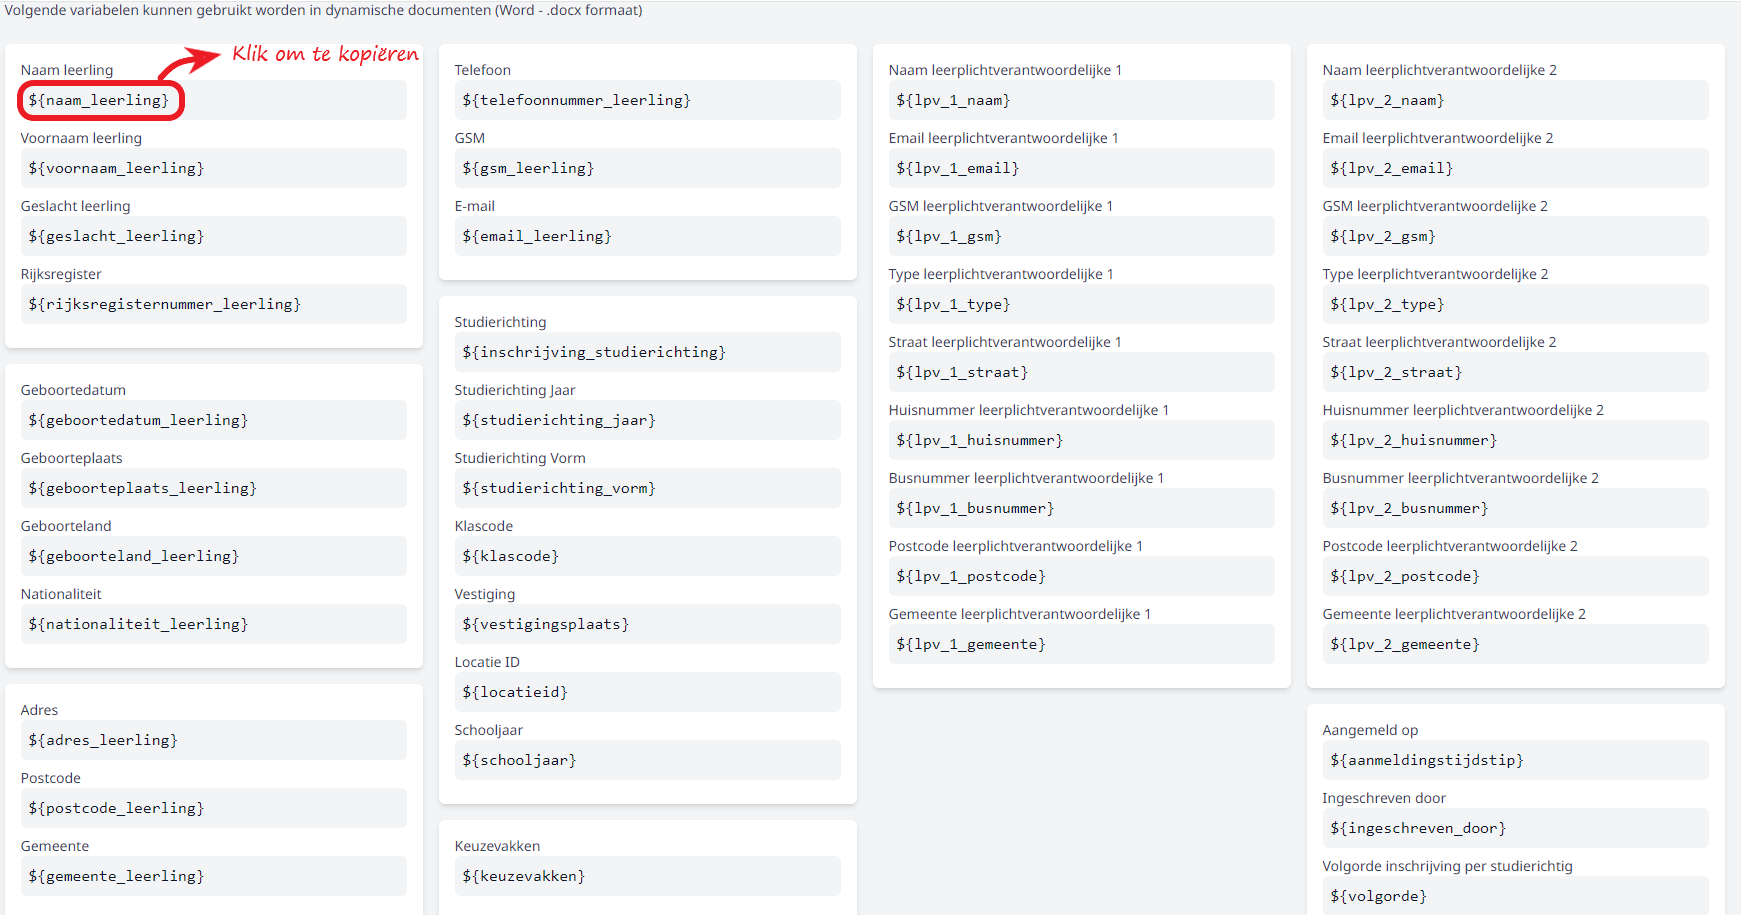 Volgende variabelen kunnen gebruikt worden in dynamische documenten (Word - .docx formaat)
Klik om te kopiëren
Naam leerling
${naam_leerling}
Voornaam leerling
${voornaam_leerling}
Geslacht leerling
${geslacht_leerling}
Rijksregister
${rijksregisternummer_leerling}
Geboortedatum
${geboortedatum_leerling}
Geboorteplaats
${geboorteplaats_leerling}
Geboorteland
${geboorteland_leerling}
Nationaliteit
${nationaliteit_leerling}
Adres
${adres_leerling}
Postcode
${postcode_leerling}
Gemeente
${gemeente_leerling}
Telefoon
${telefoonnummer_leerling}
GSM
${gsm_leerling}
E-mail
${email_leerling}
Studierichting
${inschrijving_studierichting}
Studierichting Jaar
${studierichting_jaar}
Studierichting Vorm
${studierichting_vorm}
Klascode
${klascode}
Vestiging
${vestigingsplaats}
Locatie ID
${locatieid}
Schooljaar
${schooljaar}
Keuzevakken
${keuzevakken}
Naam leerplichtverantwoordelijke 1
${lpv_1_naam}
Email leerplichtverantwoordelijke 1
${lpv_1_email}
GSM leerplichtverantwoordelijke 1
${lpv_1_gsm}
Type leerplichtverantwoordelijke 1
${lpv_1_type}
Straat leerplichtverantwoordelijke 1
${lpv_1_straat}
Huisnummer leerplichtverantwoordelijke 1
${lpv_1_huisnummer}
Busnummer leerplichtverantwoordelijke 1
${lpv_1_busnummer}
Postcode leerplichtverantwoordelijke 1
${lpv_1_postcode}
Gemeente leerplichtverantwoordelijke 1
${lpv_1_gemeente}
Naam leerplichtverantwoordelijke 2
${lpv_2_naam}
Email leerplichtverantwoordelijke 2
${lpv_2_email}
GSM leerplichtverantwoordelijke 2
${lpv_2_gsm}
Type leerplichtverantwoordelijke 2
${lpv_2_type}
Straat leerplichtverantwoordelijke 2
${lpv_2_straat}
Huisnummer leerplichtverantwoordelijke 2
${lpv_2_huisnummer}
Busnummer leerplichtverantwoordelijke 2
${lpv_2_busnummer}
Postcode leerplichtverantwoordelijke 2
${lpv_2_postcode}
Gemeente leerplichtverantwoordelijke 2
${lpv_2_gemeente}
Aangemeld op
${aanmeldingstijdstip}
Ingeschreven door
${ingeschreven_door}
Volgorde inschrijving per studierichtig
${volgorde}